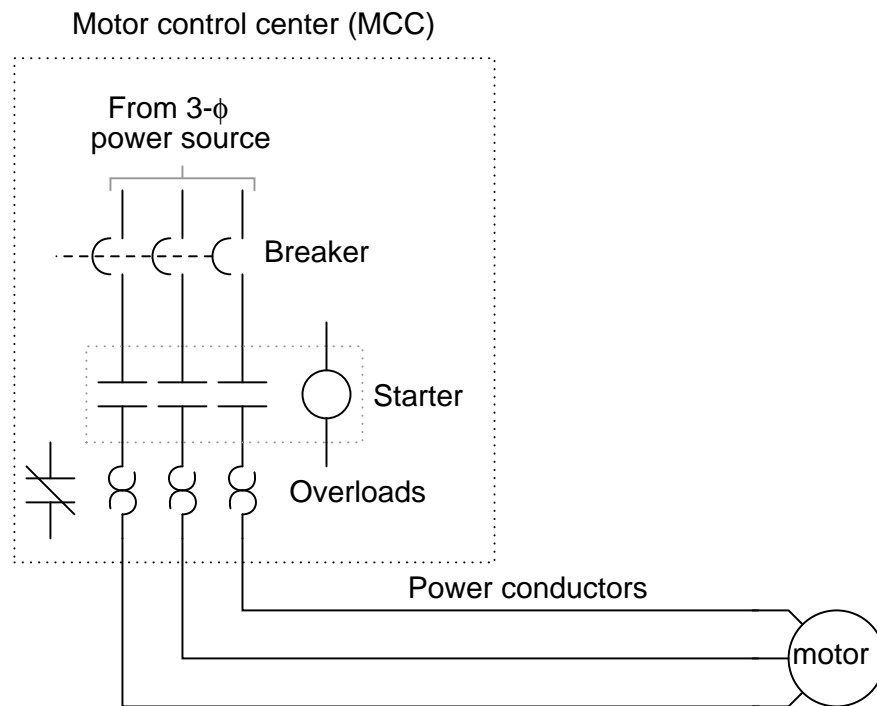 Motor control center (MCC)
From 3-ϕ
power source
Breaker
Starter
Overloads
Power conductors
motor